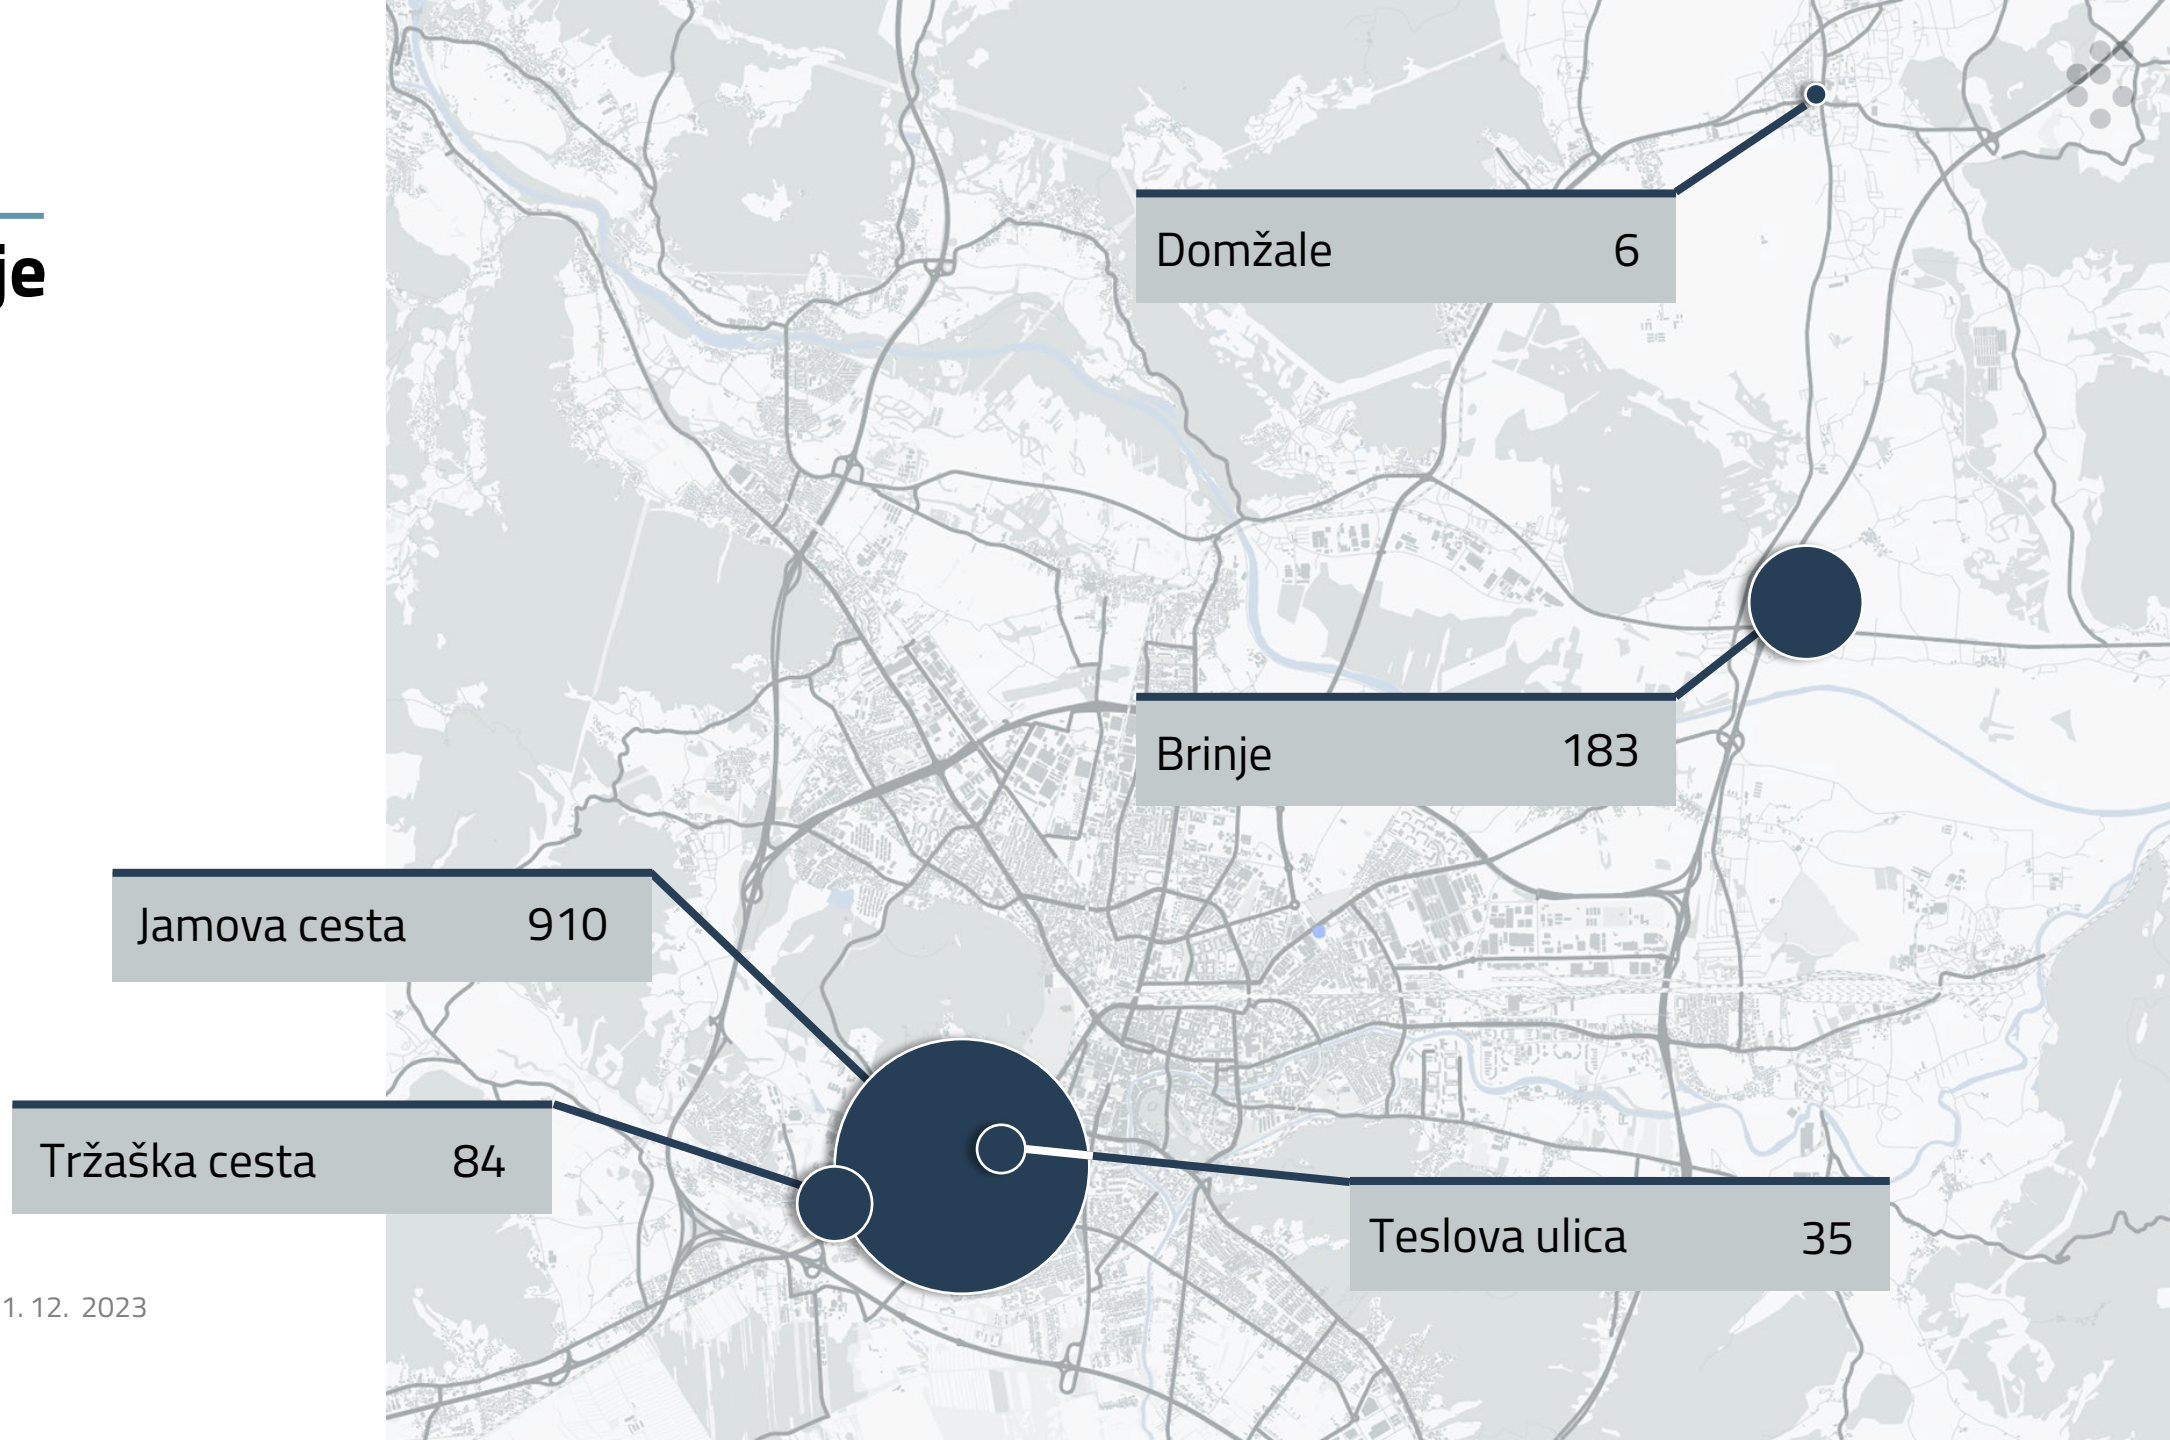 je
Domžale 6
Brinje 183
Jamova cesta 910
Tržaška cesta 84
Teslova ulica 35
1. 12. 2023